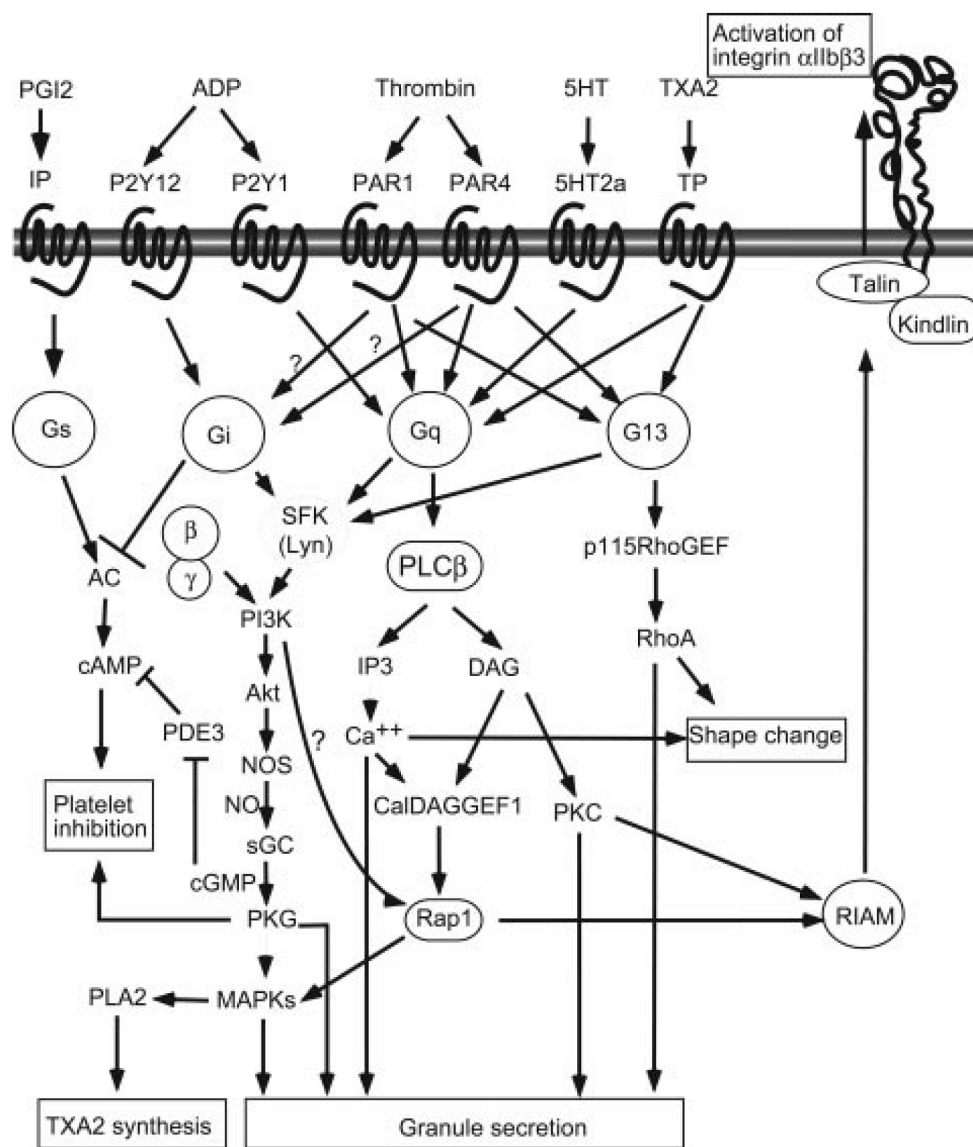 Activation of
integrin αIIbβ3
PGI2
ADP
Thrombin
5HT
TXA2
IP
P2Y12
P2Y1
PAR1
PAR4
5HT2a
TP
Talin
Kindlin
?
?
Gs
Gi
Gq
G13
SFK
(Lyn)
β
γ
p115RhoGEF
AC
PLCβ
PI3K
RhoA
cAMP
IP3
DAG
Akt
PDE3
?
Ca++
Shape change
NOS
Platelet
inhibition
NO
CalDAGGEF1
PKC
sGC
cGMP
PKG
Rap1
RIAM
PLA2
MAPKs
TXA2 synthesis
Granule secretion